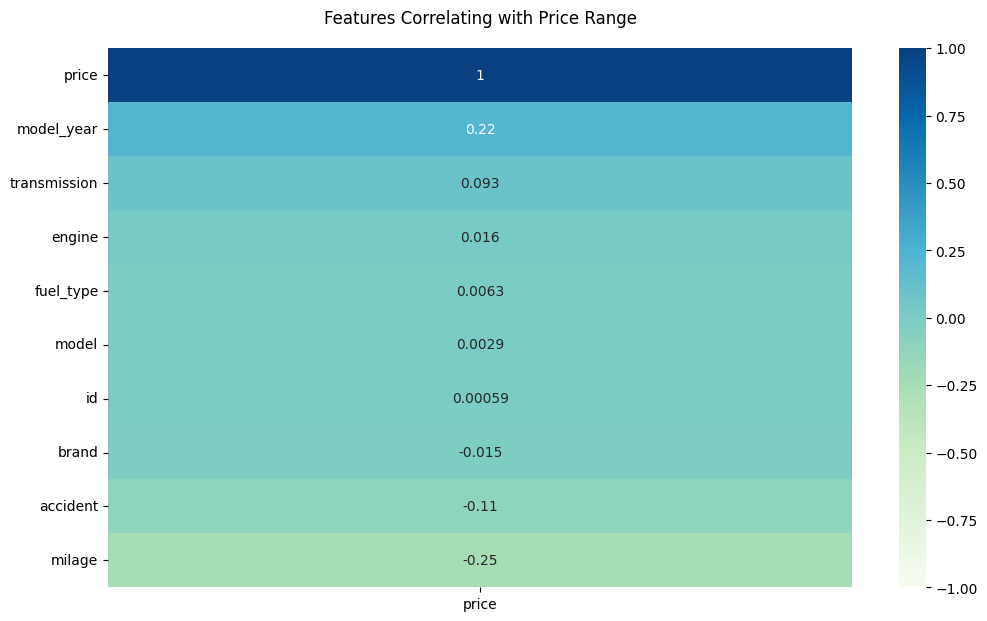 Features Correlating with Price Range
price 1
model_year 0.22
transmission 0.093
engine 0.016
fuel_type 0.0063
model 0.0029
id 0.00059
brand -0.015
accident -0.11
milage -0.25
price
1.00
0.75
0.50
0.25
0.00
−0.25
−0.50
−0.75
−1.00